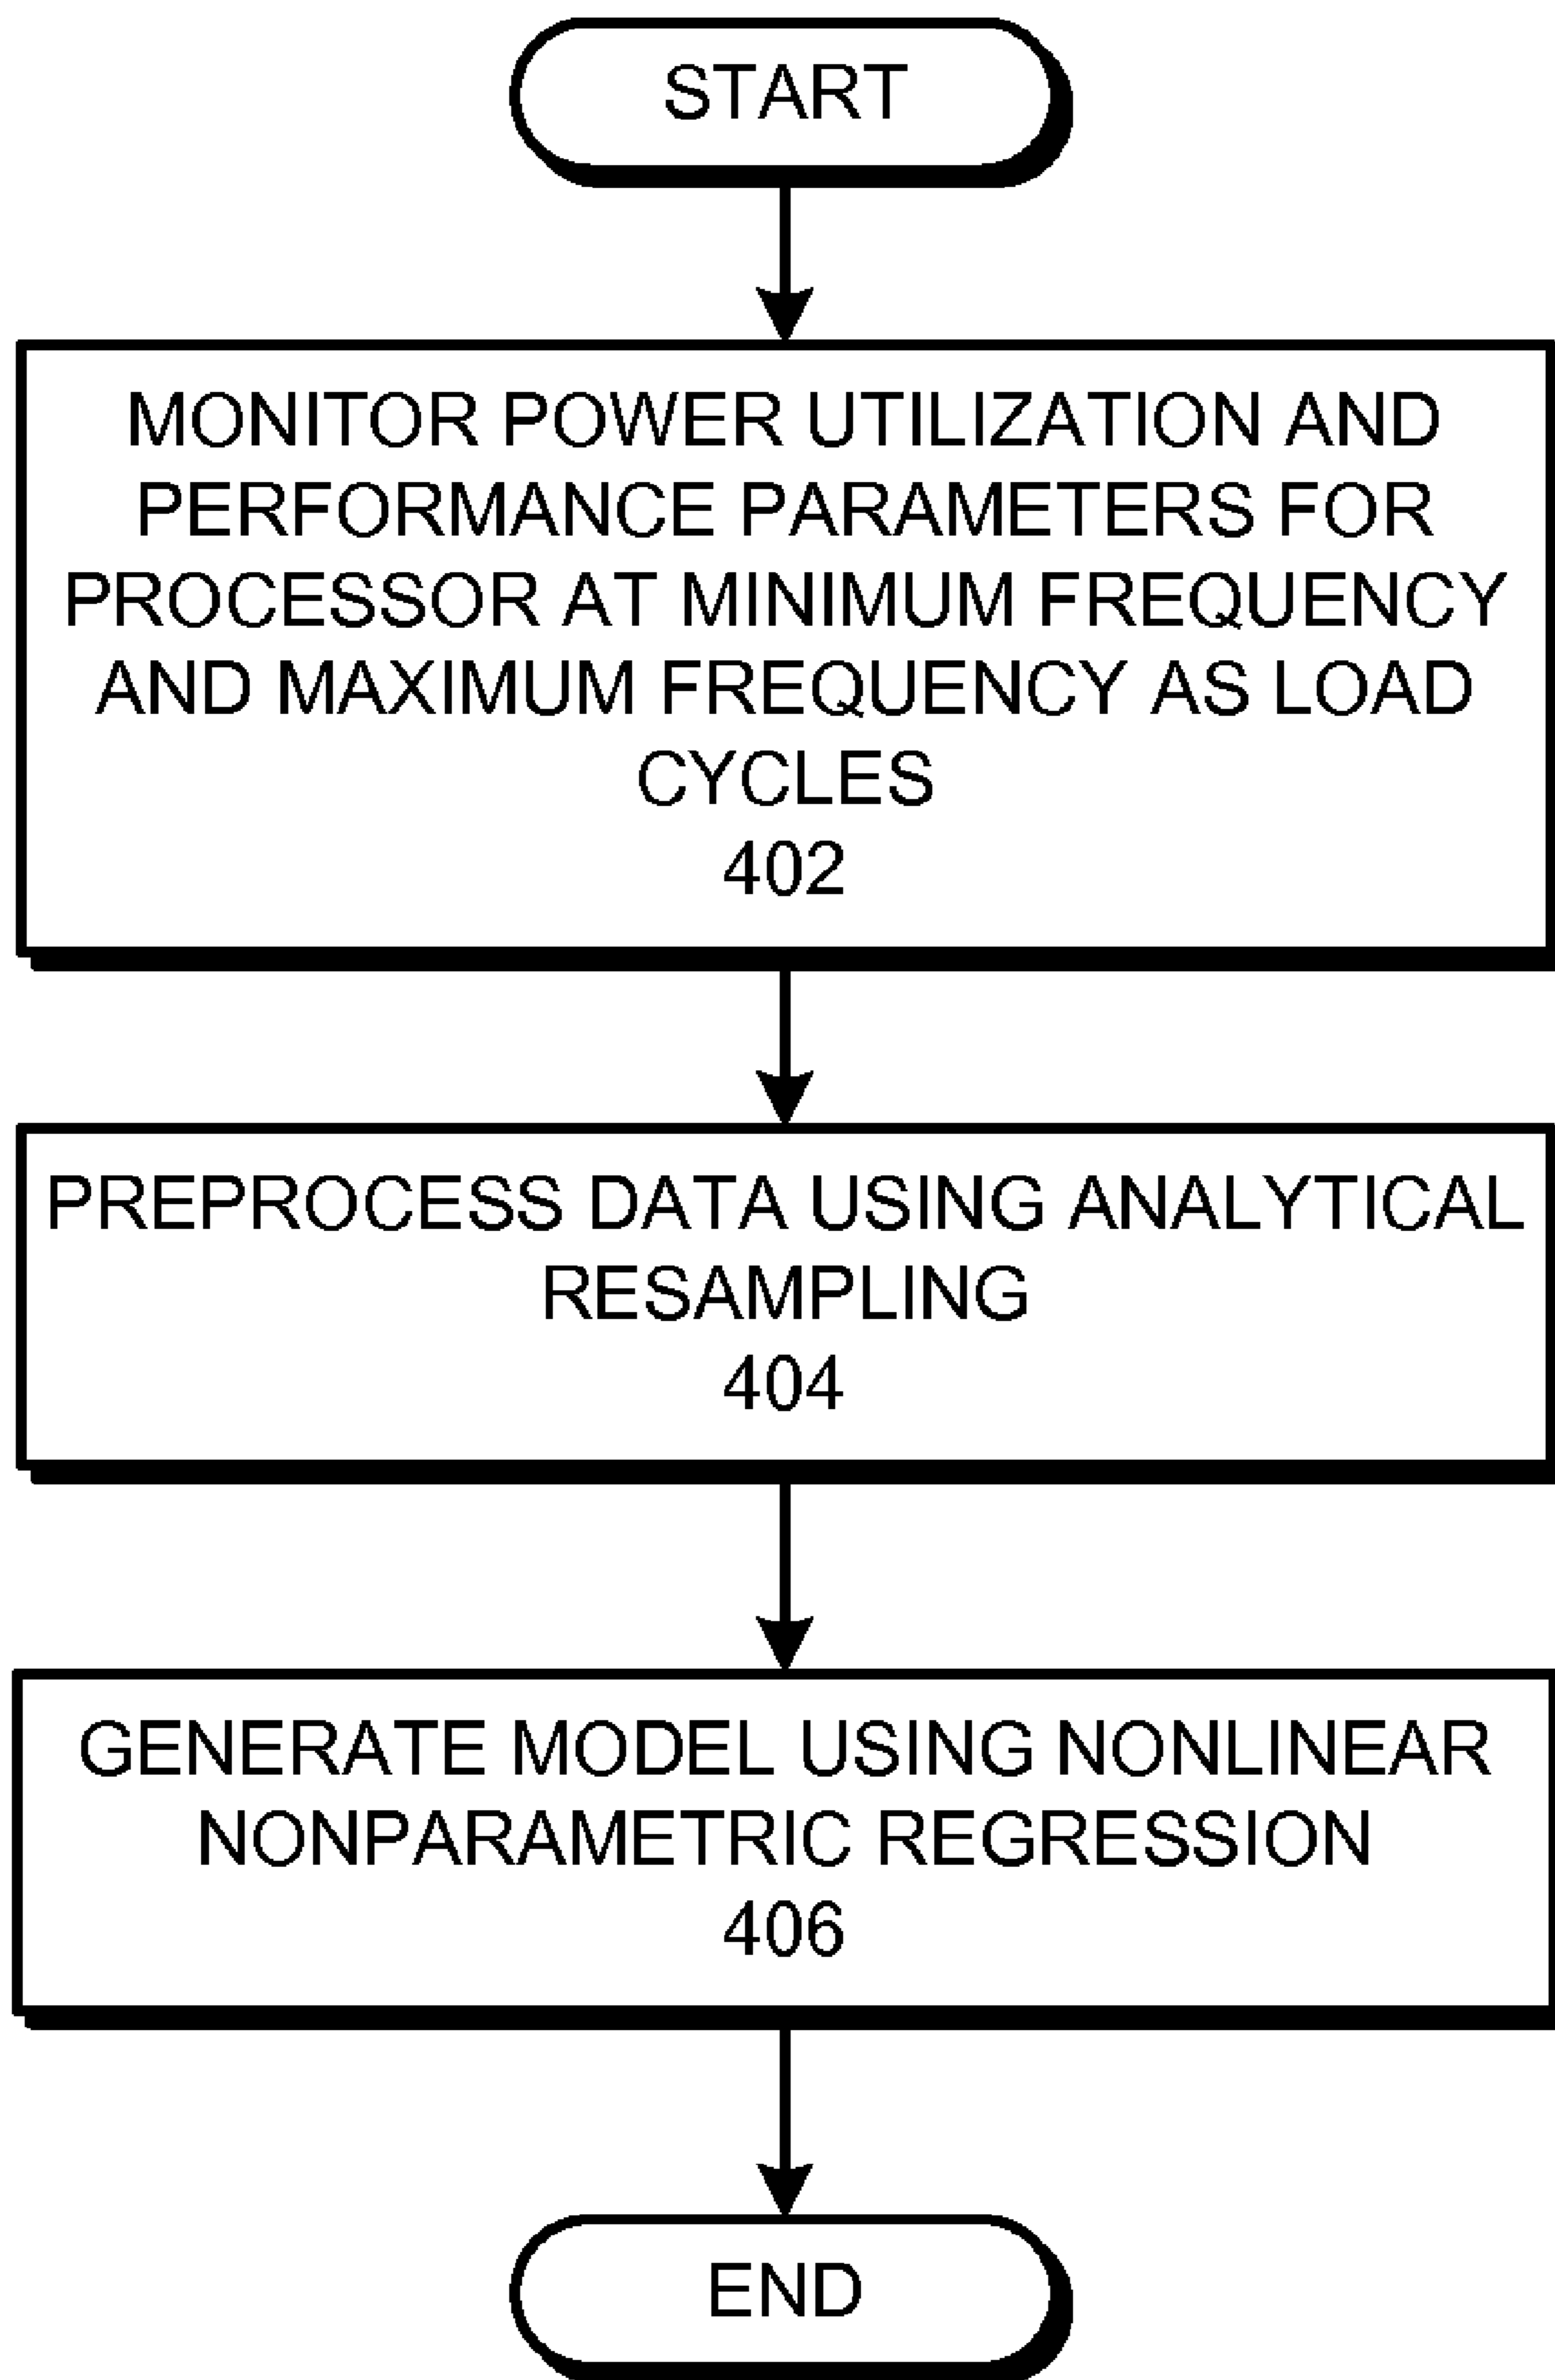 START
MONITOR POWER UTILIZATION AND
PERFORMANCE PARAMETERS FOR
PROCESSOR AT MINIMUM FREQUENCY
AND MAXIMUM FREQUENCY AS LOAD
CYCLES
402
PREPROCESS DATA USING ANALYTICAL
RESAMPLING
404
GENERATE MODEL USING NONLINEAR
NONPARAMETRIC REGRESSION
406
END